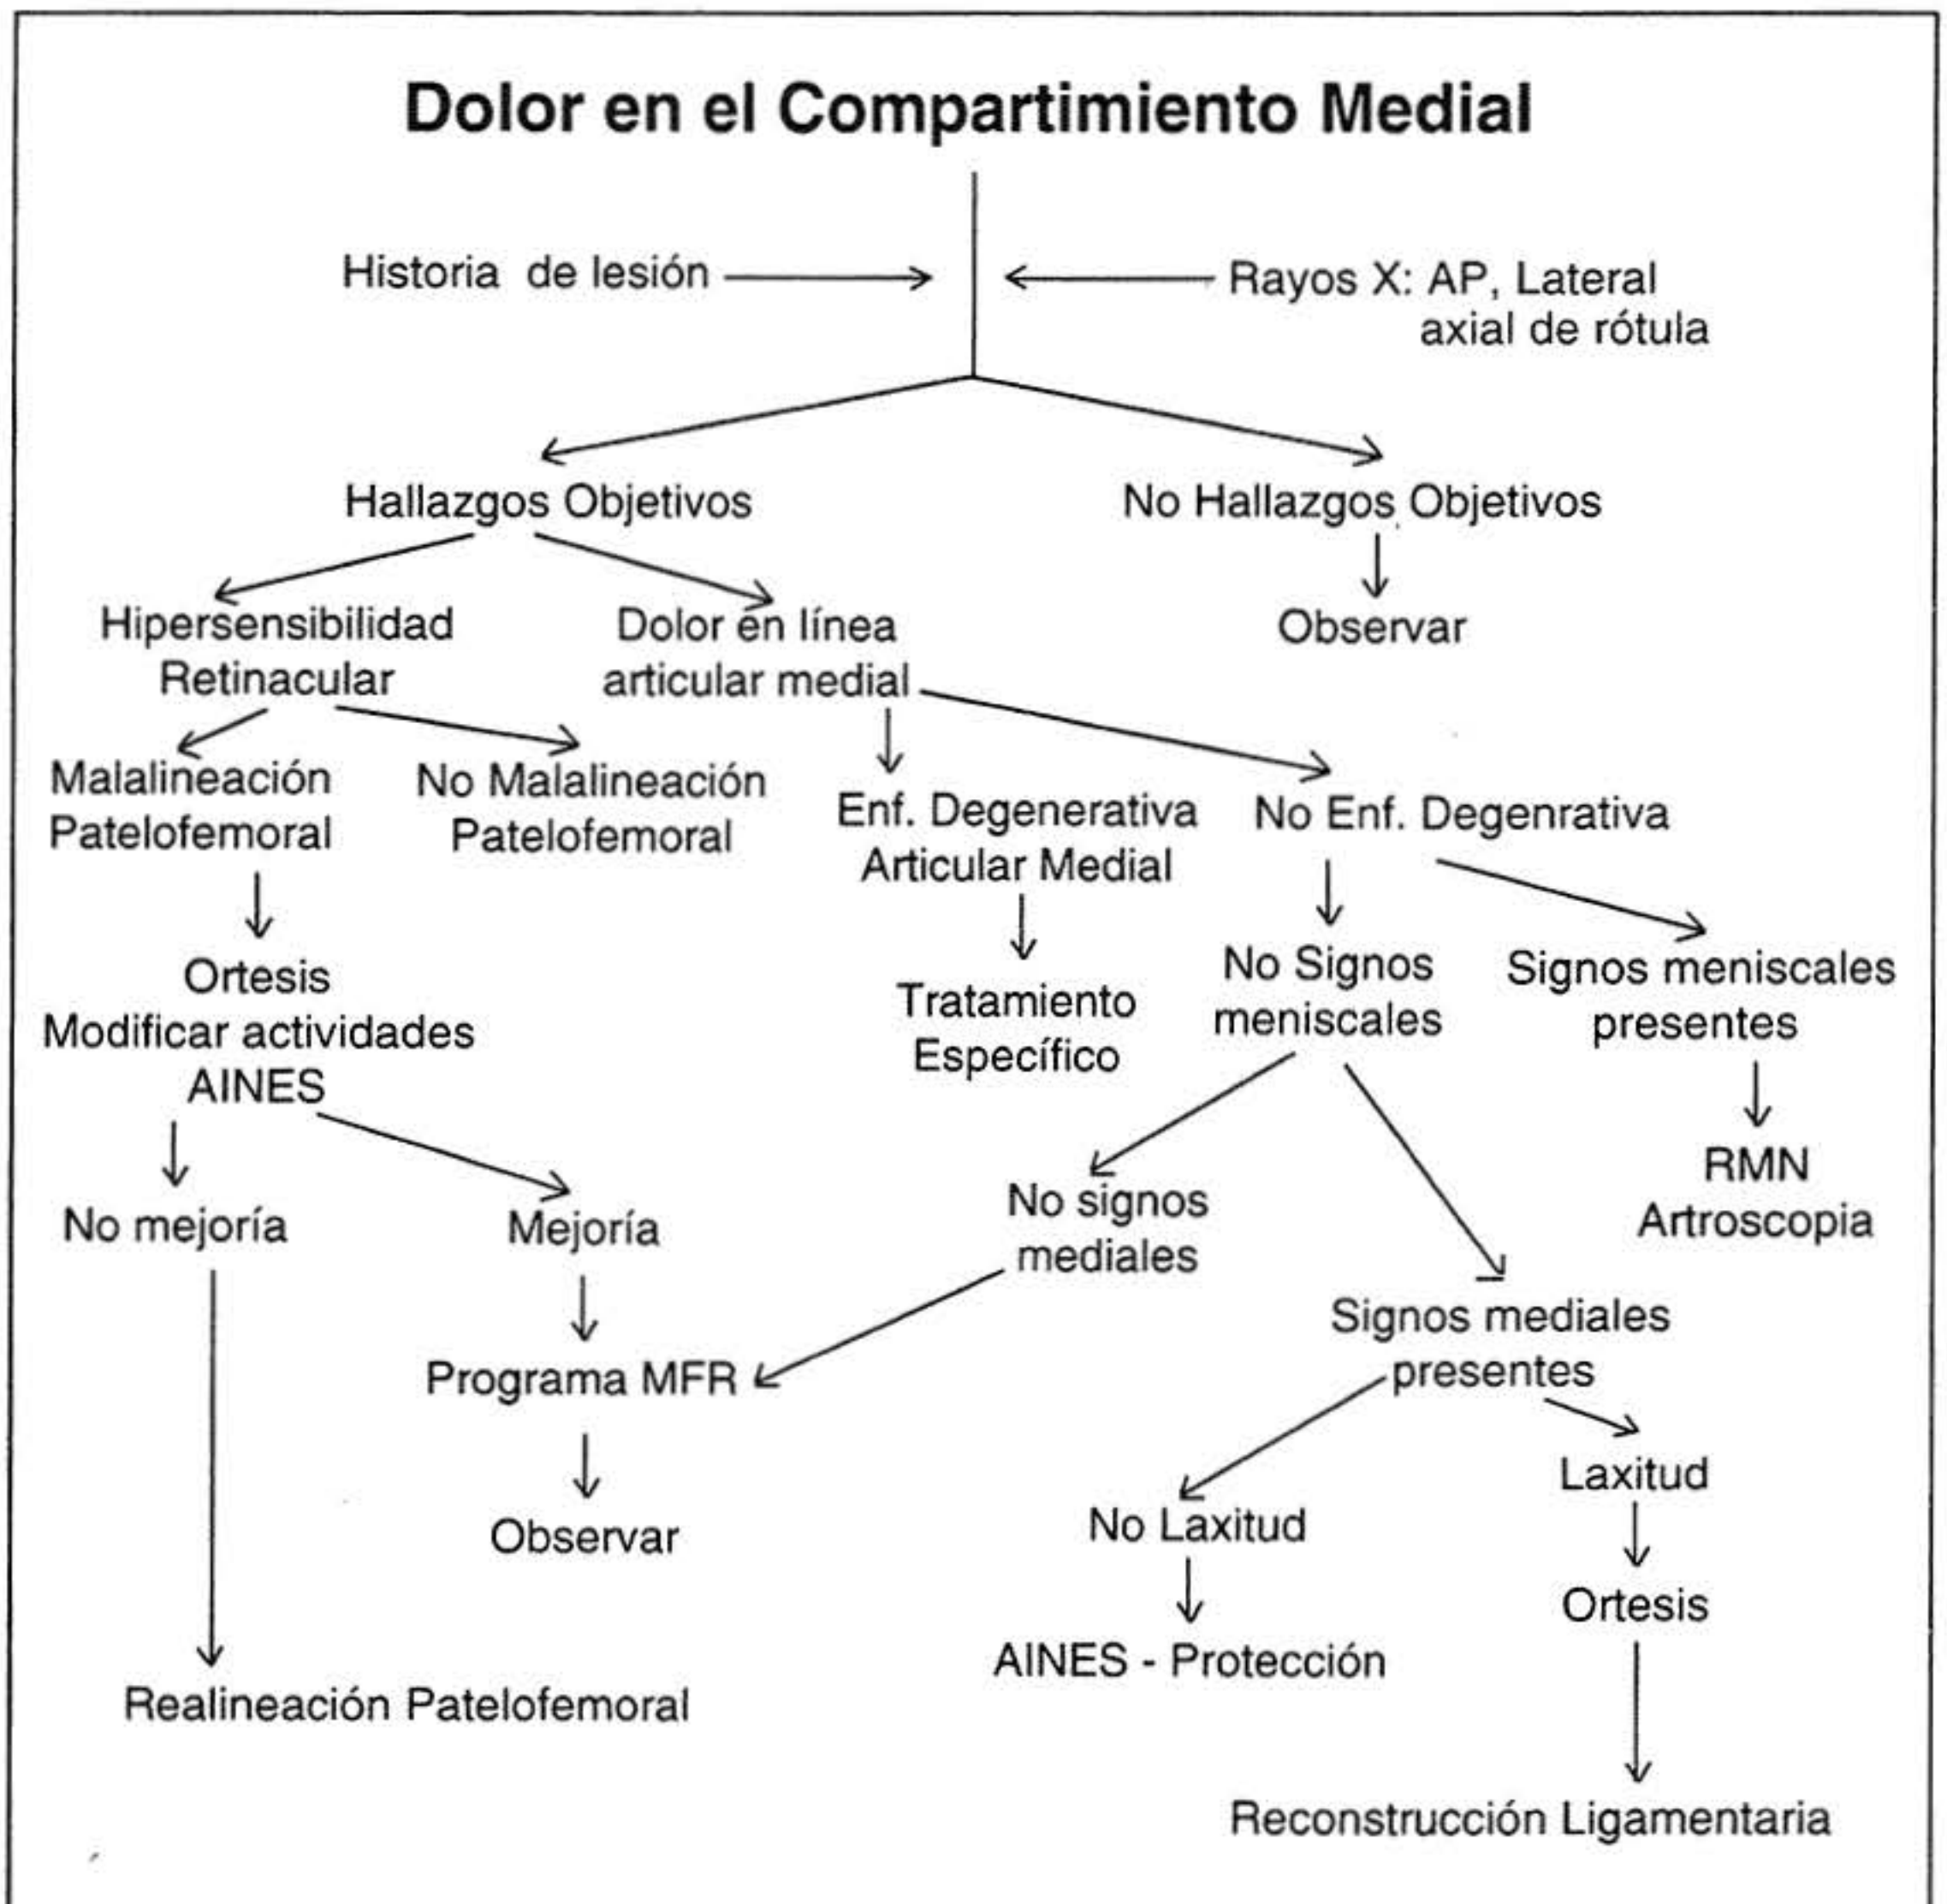 Dolor en el Compartimiento Medial
Historia de lesión
Rayos X: AP, Lateral
axial de rótula
Hallazgos Objetivos
No Hallazgos Objetivos
Hipersensibilidad
Retinacular
Dolor en línea
articular medial
Observar
Malalineación
Patelofemoral
No Malalineación
Patelofemoral
Enf. Degenerativa
Articular Medial
No Enf. Degenrativa
Ortesis
Modificar actividades
AINES
Tratamiento
Específico
No Signos
meniscales
Signos meniscales
presentes
RMN
Artroscopia
No mejoría
Mejoría
No signos
mediales
Signos mediales
presentes
Programa MFR
Observar
No Laxitud
Laxitud
Ortesis
AINES - Protección
Realineación Patelofemoral
Reconstrucción Ligamentaria